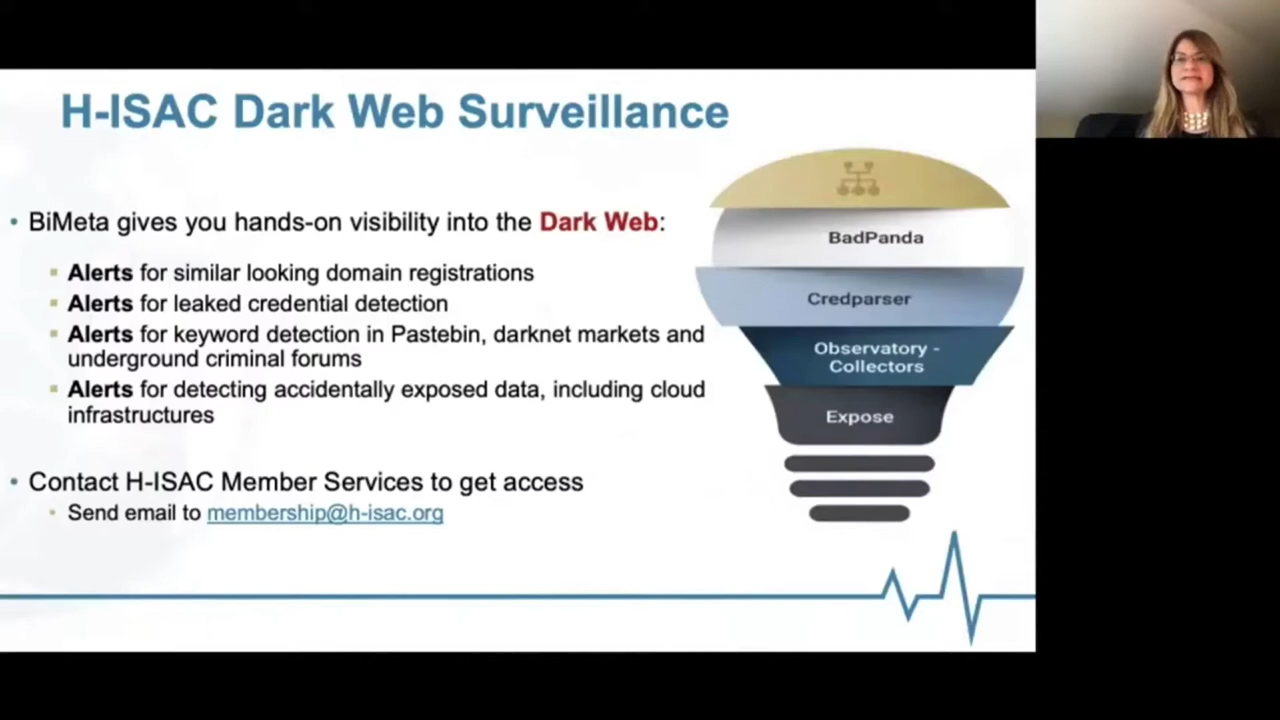 H-ISAC Dark Web Surveillance
• BiMeta gives you hands-on visibility into the Dark Web:
▪ Alerts for similar looking domain registrations
▪ Alerts for leaked credential detection
▪ Alerts for keyword detection in Pastebin, darknet markets and
underground criminal forums
▪ Alerts for detecting accidentally exposed data, including cloud
infrastructures
• Contact H-ISAC Member Services to get access
• Send email to membership@h-isac.org
BadPanda
Credparser
Observatory -
Collectors
Expose